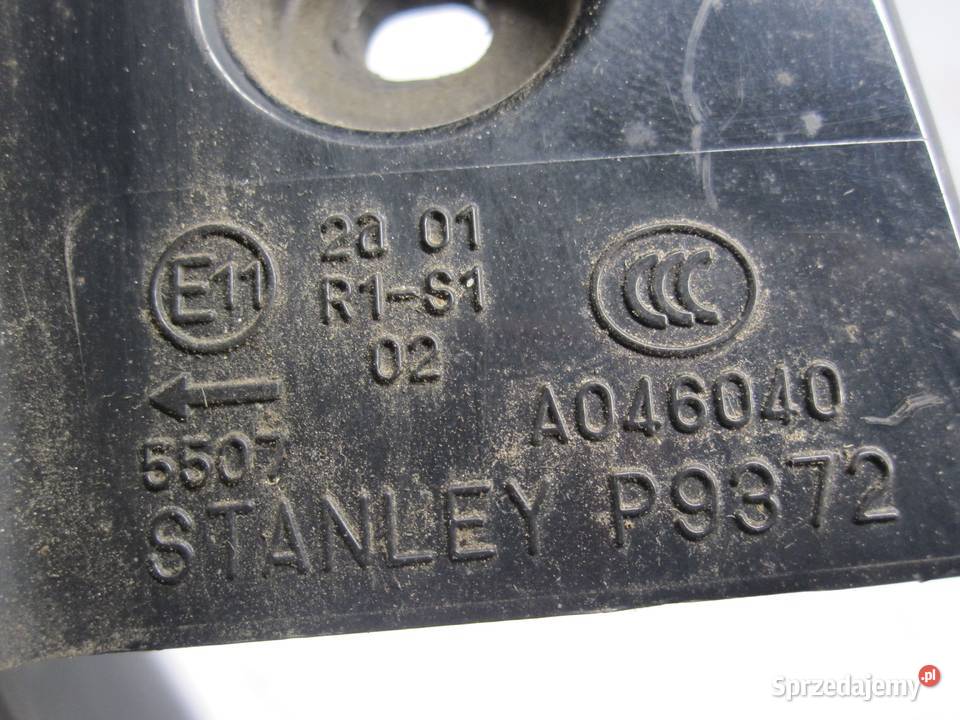 E11 2a 01
R1-S1
02
CCC
5507
A046040
STANLEY P9372
Sprzedajemy.pl